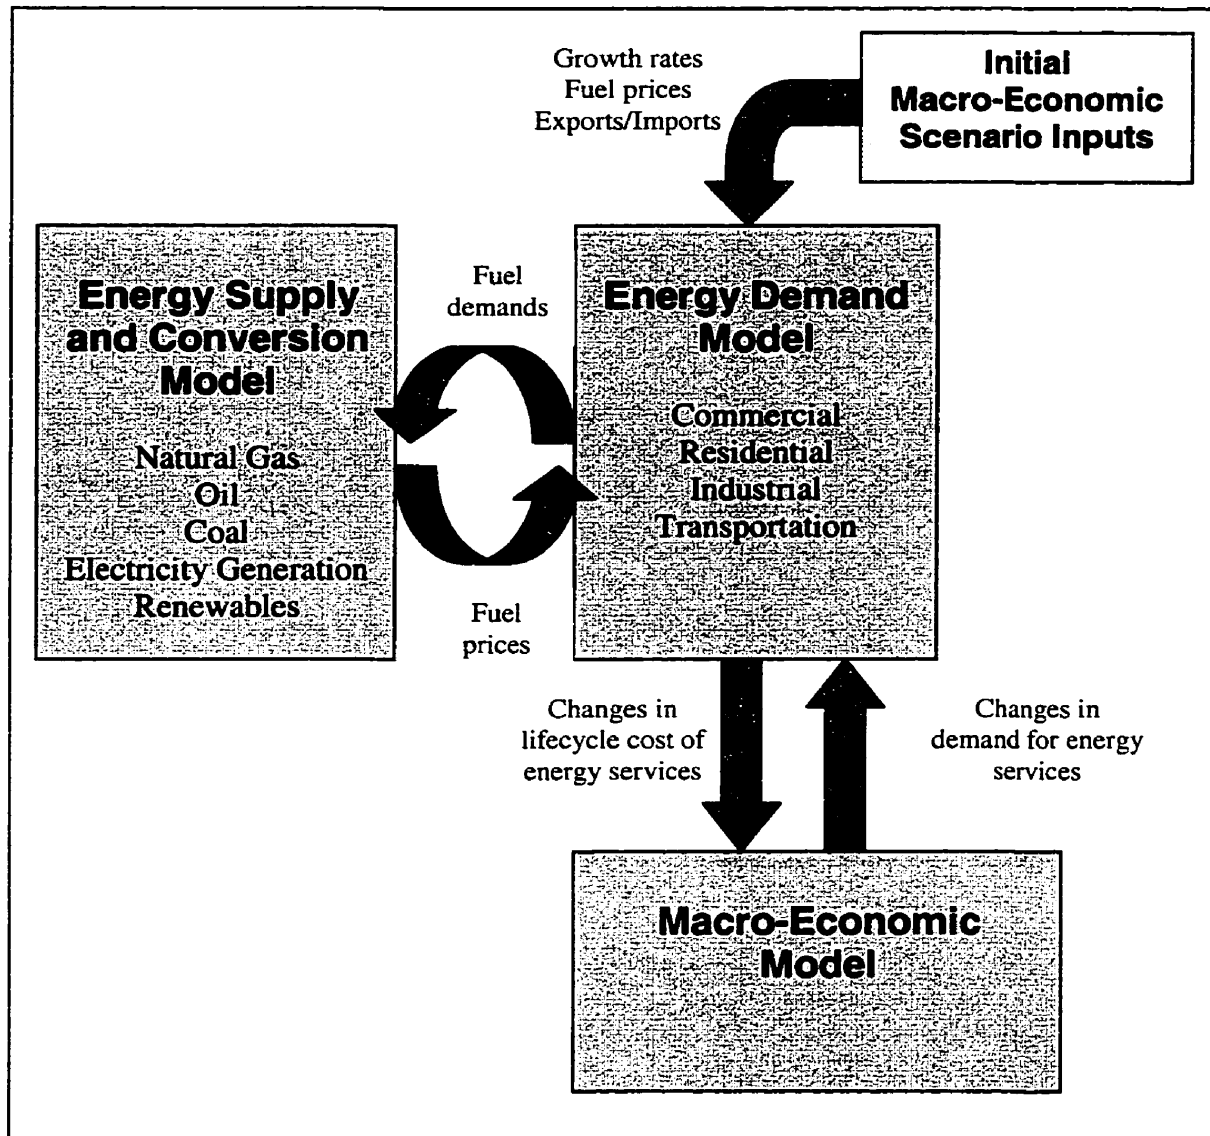 Growth rates
Fuel prices
Exports/Imports
Initial
Macro-Economic
Scenario Inputs
Energy Supply
and Conversion
Model
Natural Gas
Oil
Coal
Electricity Generation
Renewables
Fuel
demands
Fuel
prices
Energy Demand
Model
Commercial
Residential
Industrial
Transportation
Changes in
lifecycle cost of
energy services
Changes in
demand for energy
services
Macro-Economic
Model